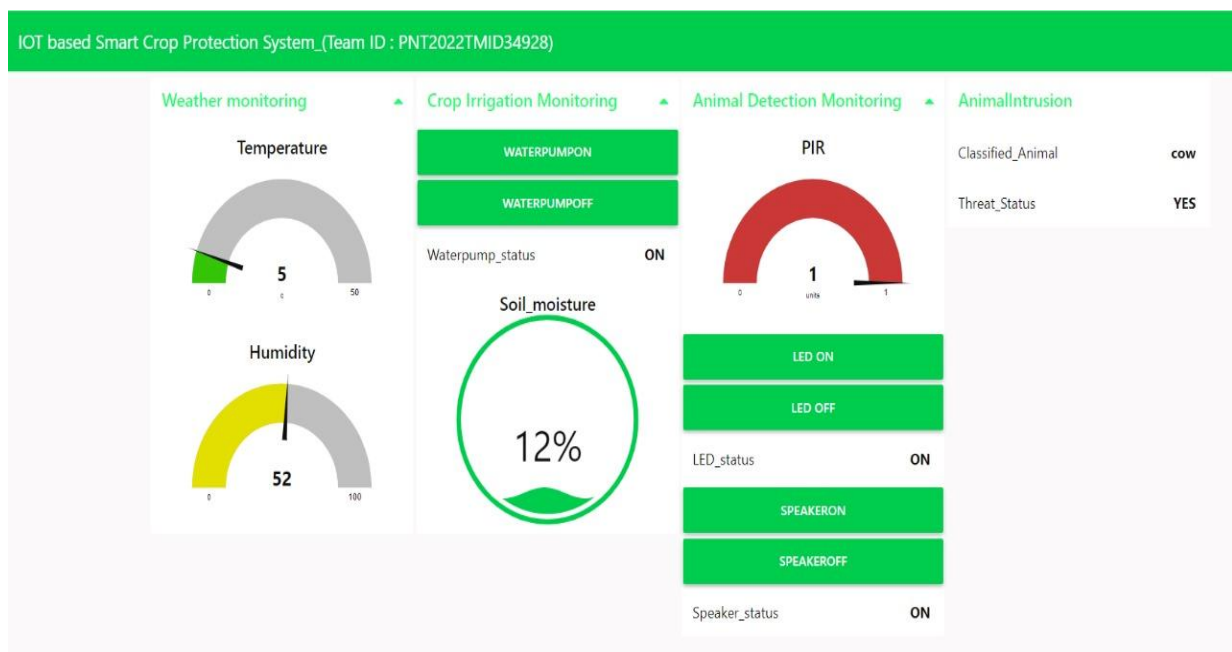 IOT based Smart Crop Protection System_(Team ID : PNT2022TMID34928)
Weather monitoring
Temperature
5
0
50
c
Humidity
52
0
100
Crop Irrigation Monitoring
WATERPUMPON
WATERPUMPOFF
Waterpump_status ON
Soil_moisture
12%
Animal Detection Monitoring
PIR
1
0
units
1
LED ON
LED OFF
LED_status ON
SPEAKERON
SPEAKEROFF
Speaker_status ON
AnimalIntrusion
Classified_Animal cow
Threat_Status YES